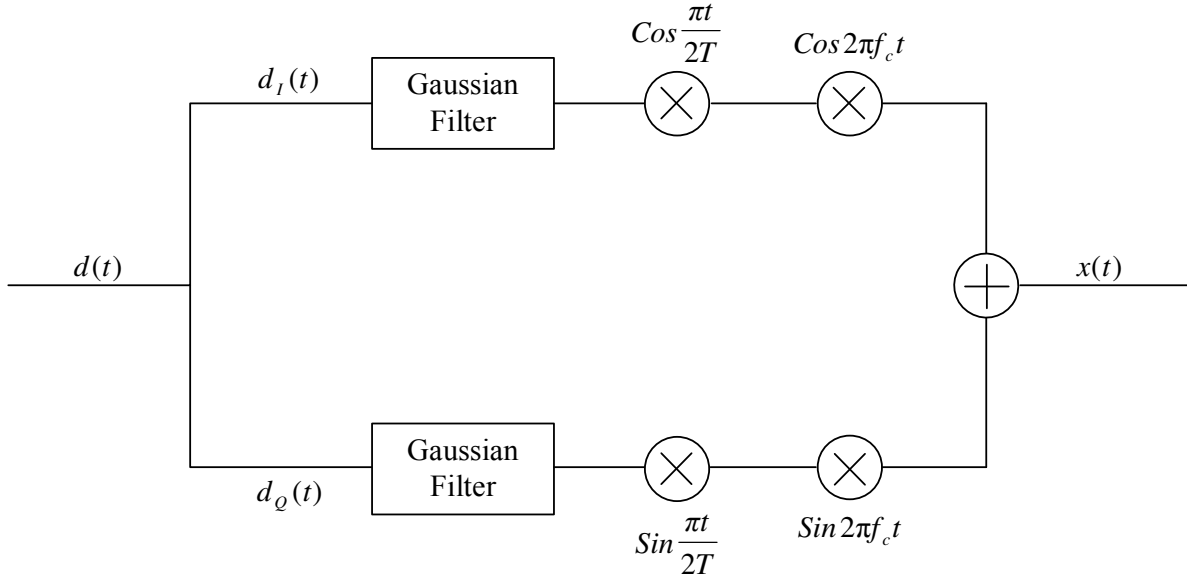 Cos πt/2T
Cos 2πf_c t
d_I(t)
Gaussian
Filter
d(t)
x(t)
Gaussian
Filter
d_Q(t)
Sin πt/2T
Sin 2πf_c t